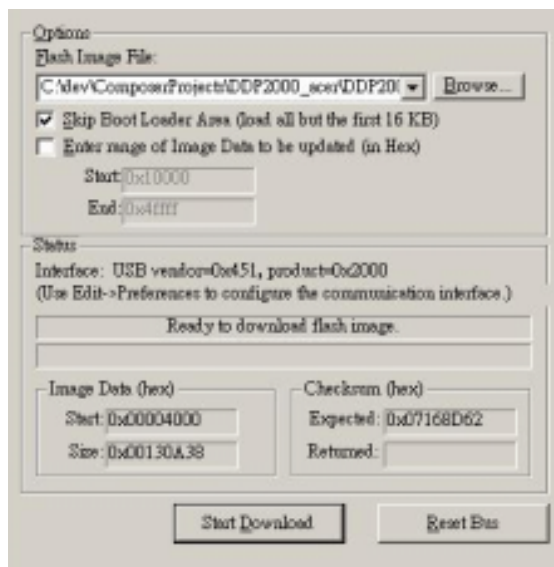 Options
Flash Image File:
C:\dev\ComposerProjects\DDP2000_acer\DDP20( Browse...
Skip Boot Loader Area (load all but the first 16 KB)
Enter range of Image Data to be updated (in Hex)
Start: 0x10000
End: 0x4ffff
Status
Interface: USB vendor=0x451, product=0x2000
(Use Edit->Preferences to configure the communication interface.)
Ready to download flash image.
Image Data (hex)
Start: 0x00004000
Size: 0x00130A38
Checksum (hex)
Expected: 0x07168D62
Returned:
Start Download
Reset Bus